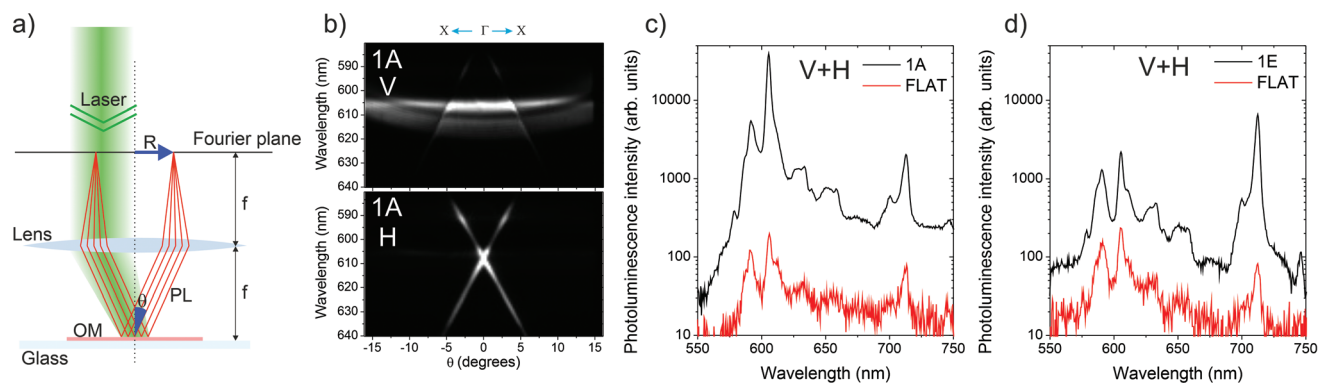 a)
Laser
R
Fourier plane
f
Lens
θ
PL
f
OM
Glass
b)
X Γ X
1A
V
Wavelength (nm)
590
600
610
620
630
640
1A
H
Wavelength (nm)
590
600
610
620
630
640
-15 -10 -5 0 5 10 15
θ (degrees)
c)
V+H
1A
FLAT
Photoluminescence intensity (arb. units)
10000
1000
100
10
550 600 650 700 750
Wavelength (nm)
d)
V+H
1E
FLAT
Photoluminescence intensity (arb. units)
10000
1000
100
10
550 600 650 700 750
Wavelength (nm)